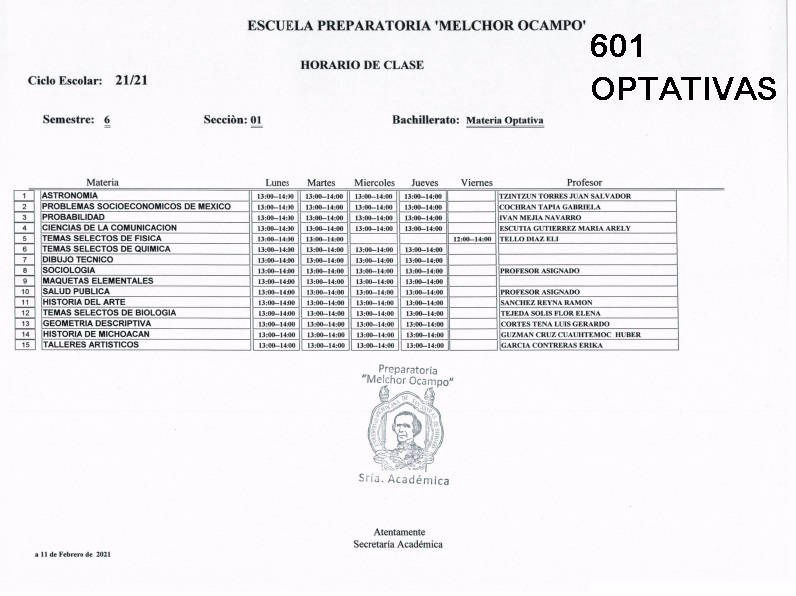 ESCUELA PREPARATORIA 'MELCHOR OCAMPO'
601
OPTATIVAS
HORARIO DE CLASE
Ciclo Escolar: 21/21
Semestre: 6 Secciòn: 01 Bachillerato: Materia Optativa
Materia Lunes Martes Miercoles Jueves Viernes Profesor
1 ASTRONOMIA 13:00--14:00 13:00--14:00 13:00--14:00 13:00--14:00 TZINTZUN TORRES JUAN SALVADOR
2 PROBLEMAS SOCIOECONOMICOS DE MEXICO 13:00--14:00 13:00--14:00 13:00--14:00 13:00--14:00 COCHRAN TAPIA GABRIELA
3 PROBABILIDAD 13:00--14:00 13:00--14:00 13:00--14:00 13:00--14:00 IVAN MEJIA NAVARRO
4 CIENCIAS DE LA COMUNICACION 13:00--14:00 13:00--14:00 13:00--14:00 13:00--14:00 ESCUTIA GUTIERREZ MARIA ARELY
5 TEMAS SELECTOS DE FISICA 13:00--14:00 13:00--14:00 12:00--14:00 TELLO DIAZ ELI
6 TEMAS SELECTOS DE QUIMICA 13:00--14:00 13:00--14:00 13:00--14:00 13:00--14:00
7 DIBUJO TECNICO 13:00--14:00 13:00--14:00 13:00--14:00 13:00--14:00
8 SOCIOLOGIA 13:00--14:00 13:00--14:00 13:00--14:00 13:00--14:00 PROFESOR ASIGNADO
9 MAQUETAS ELEMENTALES 13:00--14:00 13:00--14:00 13:00--14:00 13:00--14:00
10 SALUD PUBLICA 13:00--14:00 13:00--14:00 13:00--14:00 13:00--14:00 PROFESOR ASIGNADO
11 HISTORIA DEL ARTE 13:00--14:00 13:00--14:00 13:00--14:00 13:00--14:00 SANCHEZ REYNA RAMON
12 TEMAS SELECTOS DE BIOLOGIA 13:00--14:00 13:00--14:00 13:00--14:00 13:00--14:00 TEJEDA SOLIS FLOR ELENA
13 GEOMETRIA DESCRIPTIVA 13:00--14:00 13:00--14:00 13:00--14:00 13:00--14:00 CORTES TENA LUIS GERARDO
14 HISTORIA DE MICHOACAN 13:00--14:00 13:00--14:00 13:00--14:00 13:00--14:00 GUZMAN CRUZ CUAUHTEMOC HUBER
15 TALLERES ARTISTICOS 13:00--14:00 13:00--14:00 13:00--14:00 13:00--14:00 GARCIA CONTRERAS ERIKA
Preparatoria
"Melchor Ocampo"
Sría. Académica
Atentamente
Secretaría Académica
a 11 de Febrero de 2021